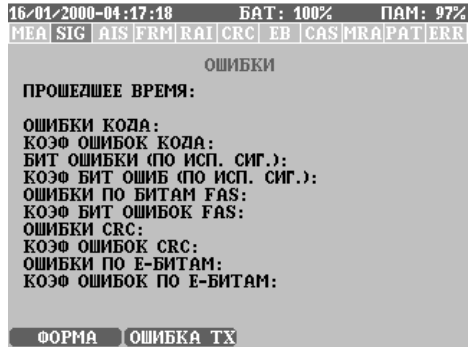 16/01/2000-04:17:18 БАТ: 100% ПАМ: 97%
MEA SIG AIS FRM RAI CRC EB CAS MRA PAT ERR
ОШИБКИ
ПРОШЕДШЕЕ ВРЕМЯ:
ОШИБКИ КОДА:
КОЭФ ОШИБОК КОДА:
БИТ ОШИБКИ (ПО ИСП. СИГ.):
КОЭФ БИТ ОШИБ (ПО ИСП. СИГ.):
ОШИБКИ ПО БИТАМ FAS:
КОЭФ БИТ ОШИБОК FAS:
ОШИБКИ CRC:
КОЭФ ОШИБОК CRC:
ОШИБКИ ПО Е-БИТАМ:
КОЭФ ОШИБОК ПО Е-БИТАМ:
ФОРМА ОШИБКА TX